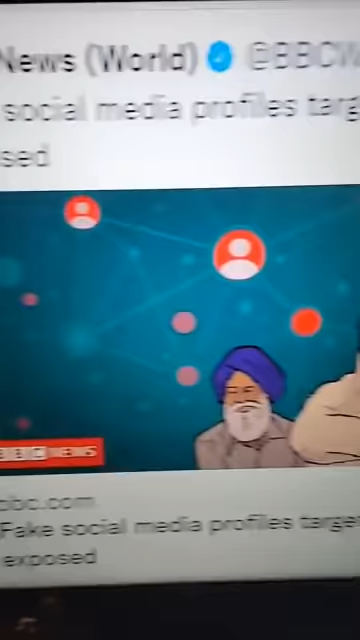 News (World) @BBCW
social media profiles targ
sed
BBC NEWS
bbc.com
Fake social media profiles targe
exposed